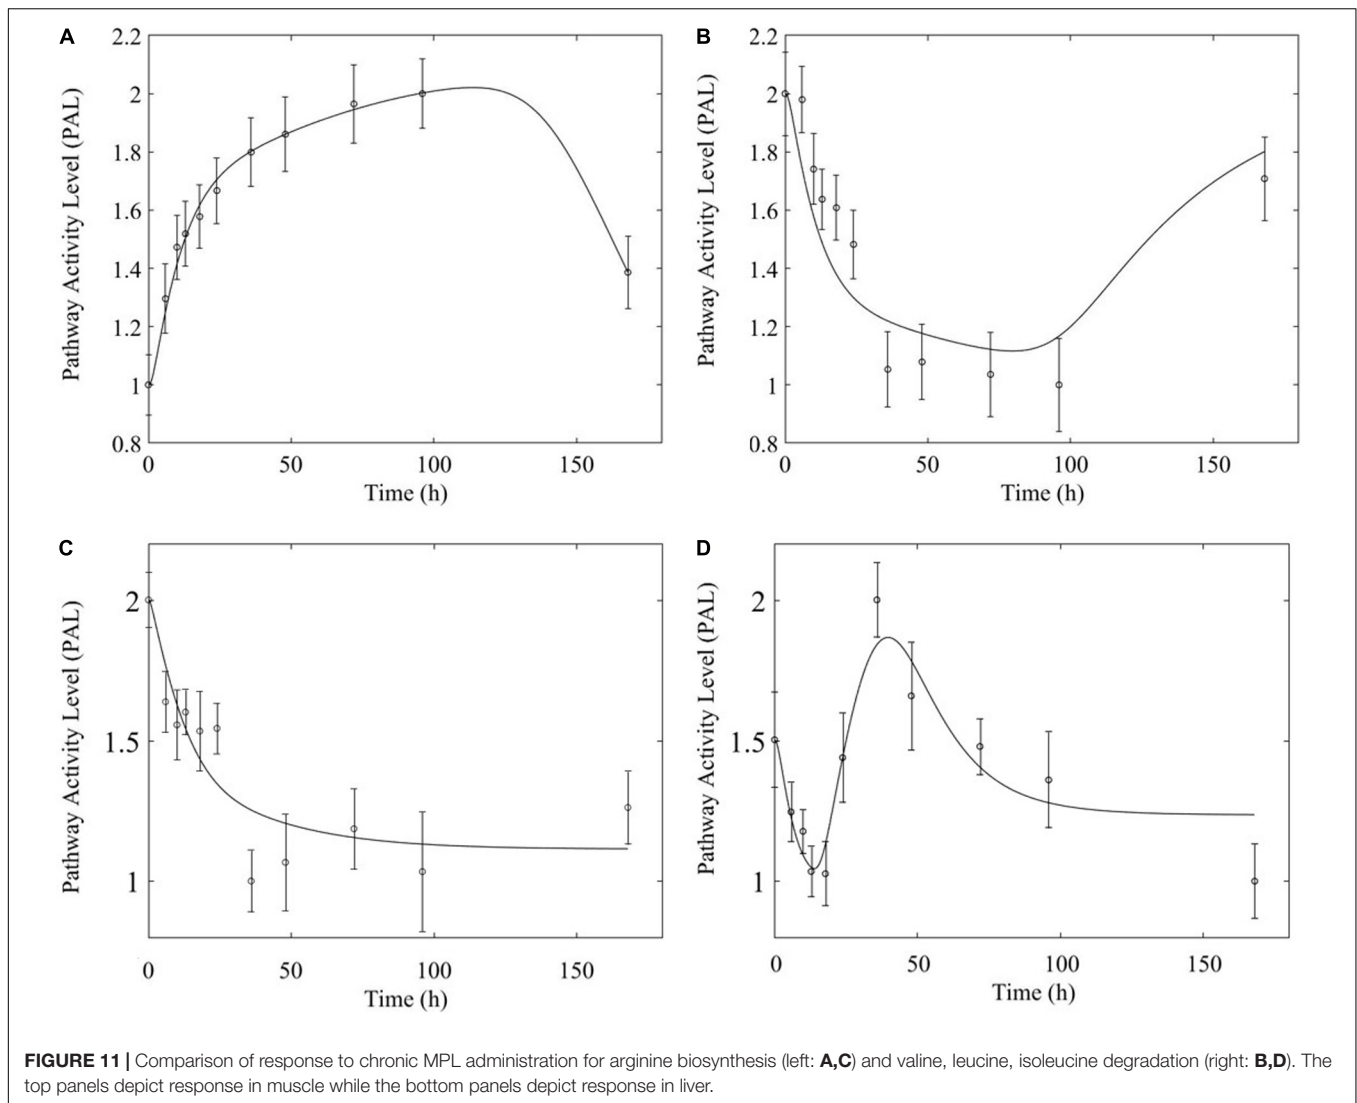 A
Pathway Activity Level (PAL)
2.2
2
1.8
1.6
1.4
1.2
1
0.8
0 50 100 150
Time (h)
B
Pathway Activity Level (PAL)
2.2
2
1.8
1.6
1.4
1.2
1
0.8
0 50 100 150
Time (h)
C
Pathway Activity Level (PAL)
2
1.5
1
0 50 100 150
Time (h)
D
Pathway Activity Level (PAL)
2
1.5
1
0 50 100 150
Time (h)
FIGURE 11 | Comparison of response to chronic MPL administration for arginine biosynthesis (left: A,C) and valine, leucine, isoleucine degradation (right: B,D). The
top panels depict response in muscle while the bottom panels depict response in liver.